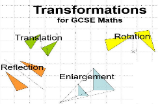 Transformations
for GCSE Maths
Translation
Rotation
Reflection
Enlargement